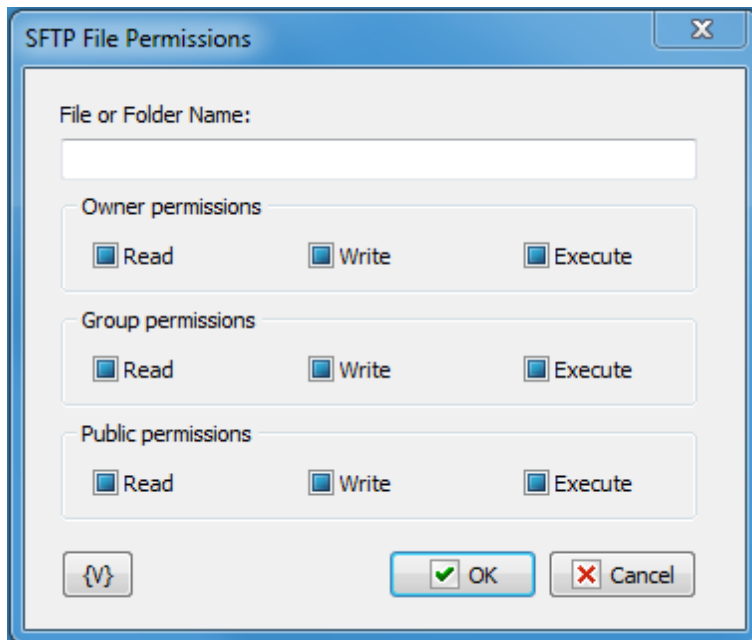 SFTP File Permissions
File or Folder Name:
Owner permissions
Read Write Execute
Group permissions
Read Write Execute
Public permissions
Read Write Execute
{V} OK Cancel